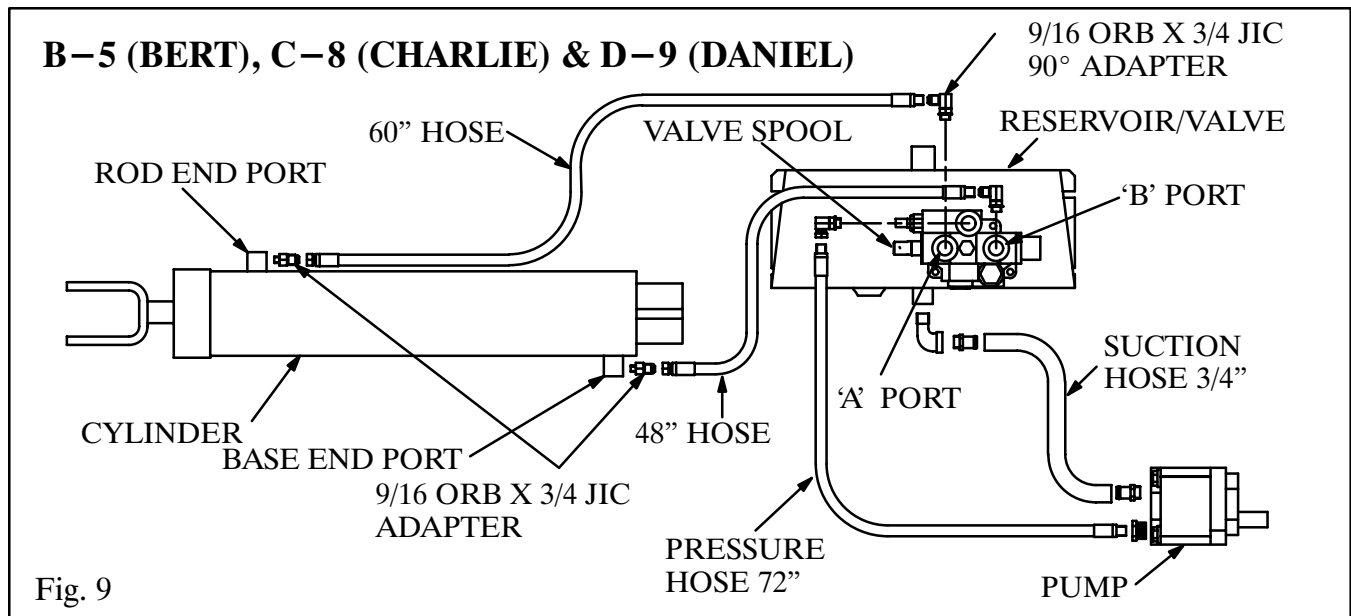 B−5 (BERT), C−8 (CHARLIE) & D−9 (DANIEL)
9/16 ORB X 3/4 JIC
90° ADAPTER
60” HOSE
VALVE SPOOL
RESERVOIR/VALVE
ROD END PORT
‘B’ PORT
SUCTION
HOSE 3/4”
‘A’ PORT
CYLINDER
48” HOSE
BASE END PORT
9/16 ORB X 3/4 JIC
ADAPTER
PRESSURE
HOSE 72”
PUMP
Fig. 9